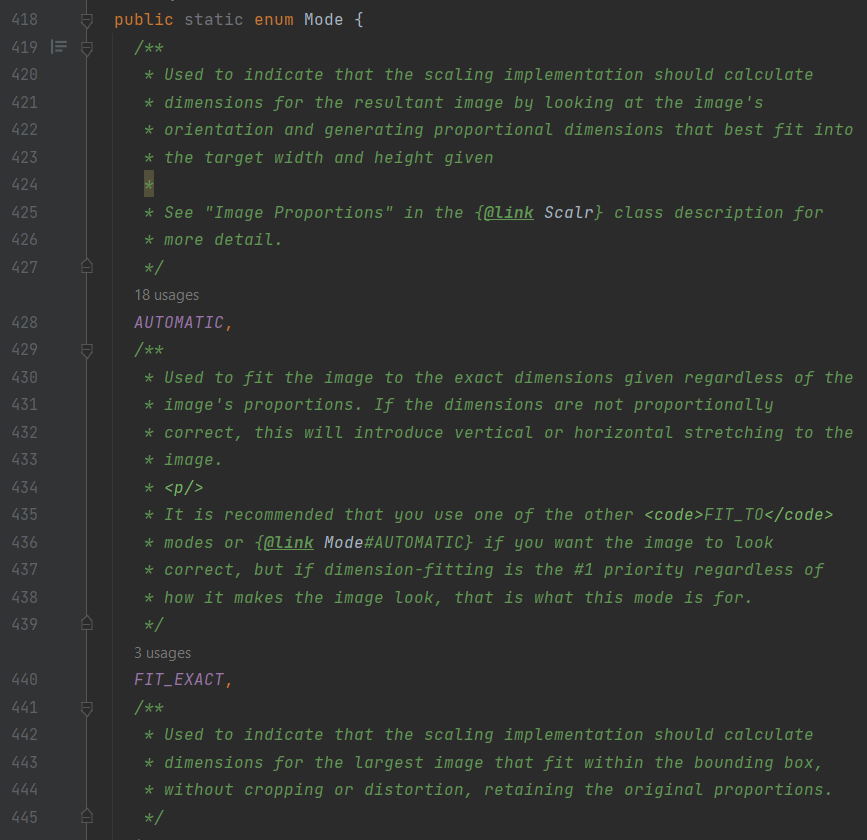 418 public static enum Mode {
419 /**
420 * Used to indicate that the scaling implementation should calculate
421 * dimensions for the resultant image by looking at the image's
422 * orientation and generating proportional dimensions that best fit into
423 * the target width and height given
424 *
425 * See "Image Proportions" in the {@link Scalr} class description for
426 * more detail.
427 */
18 usages
428 AUTOMATIC,
429 /**
430 * Used to fit the image to the exact dimensions given regardless of the
431 * image's proportions. If the dimensions are not proportionally
432 * correct, this will introduce vertical or horizontal stretching to the
433 * image.
434 * <p/>
435 * It is recommended that you use one of the other <code>FIT_TO</code>
436 * modes or {@link Mode#AUTOMATIC} if you want the image to look
437 * correct, but if dimension-fitting is the #1 priority regardless of
438 * how it makes the image look, that is what this mode is for.
439 */
3 usages
440 FIT_EXACT,
441 /**
442 * Used to indicate that the scaling implementation should calculate
443 * dimensions for the largest image that fit within the bounding box,
444 * without cropping or distortion, retaining the original proportions.
445 */